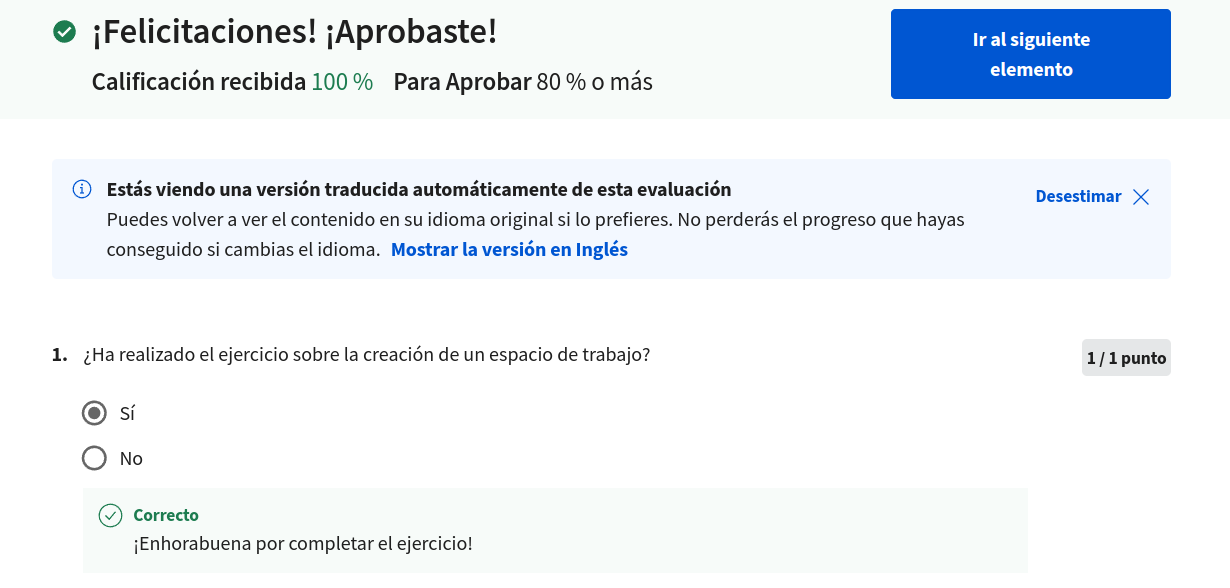 ¡Felicitaciones! ¡Aprobaste!
Calificación recibida 100 % Para Aprobar 80 % o más
Ir al siguiente
elemento
Estás viendo una versión traducida automáticamente de esta evaluación
Puedes volver a ver el contenido en su idioma original si lo prefieres. No perderás el progreso que hayas
conseguido si cambias el idioma. Mostrar la versión en Inglés
Desestimar
1. ¿Ha realizado el ejercicio sobre la creación de un espacio de trabajo?
1 / 1 punto
Sí
No
Correcto
¡Enhorabuena por completar el ejercicio!